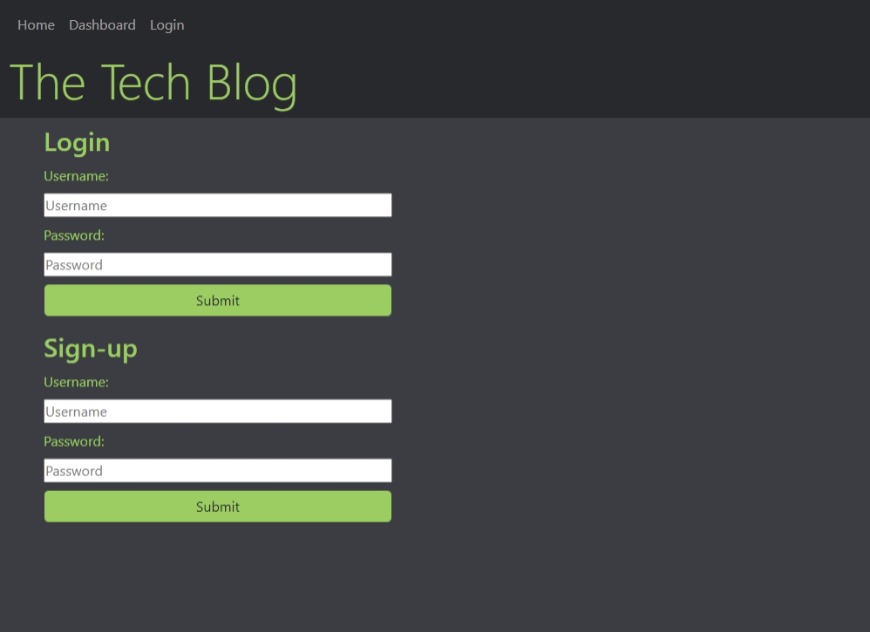 Home Dashboard Login
The Tech Blog
Login
Username:
Username
Password:
Password
Submit
Sign-up
Username:
Username
Password:
Password
Submit